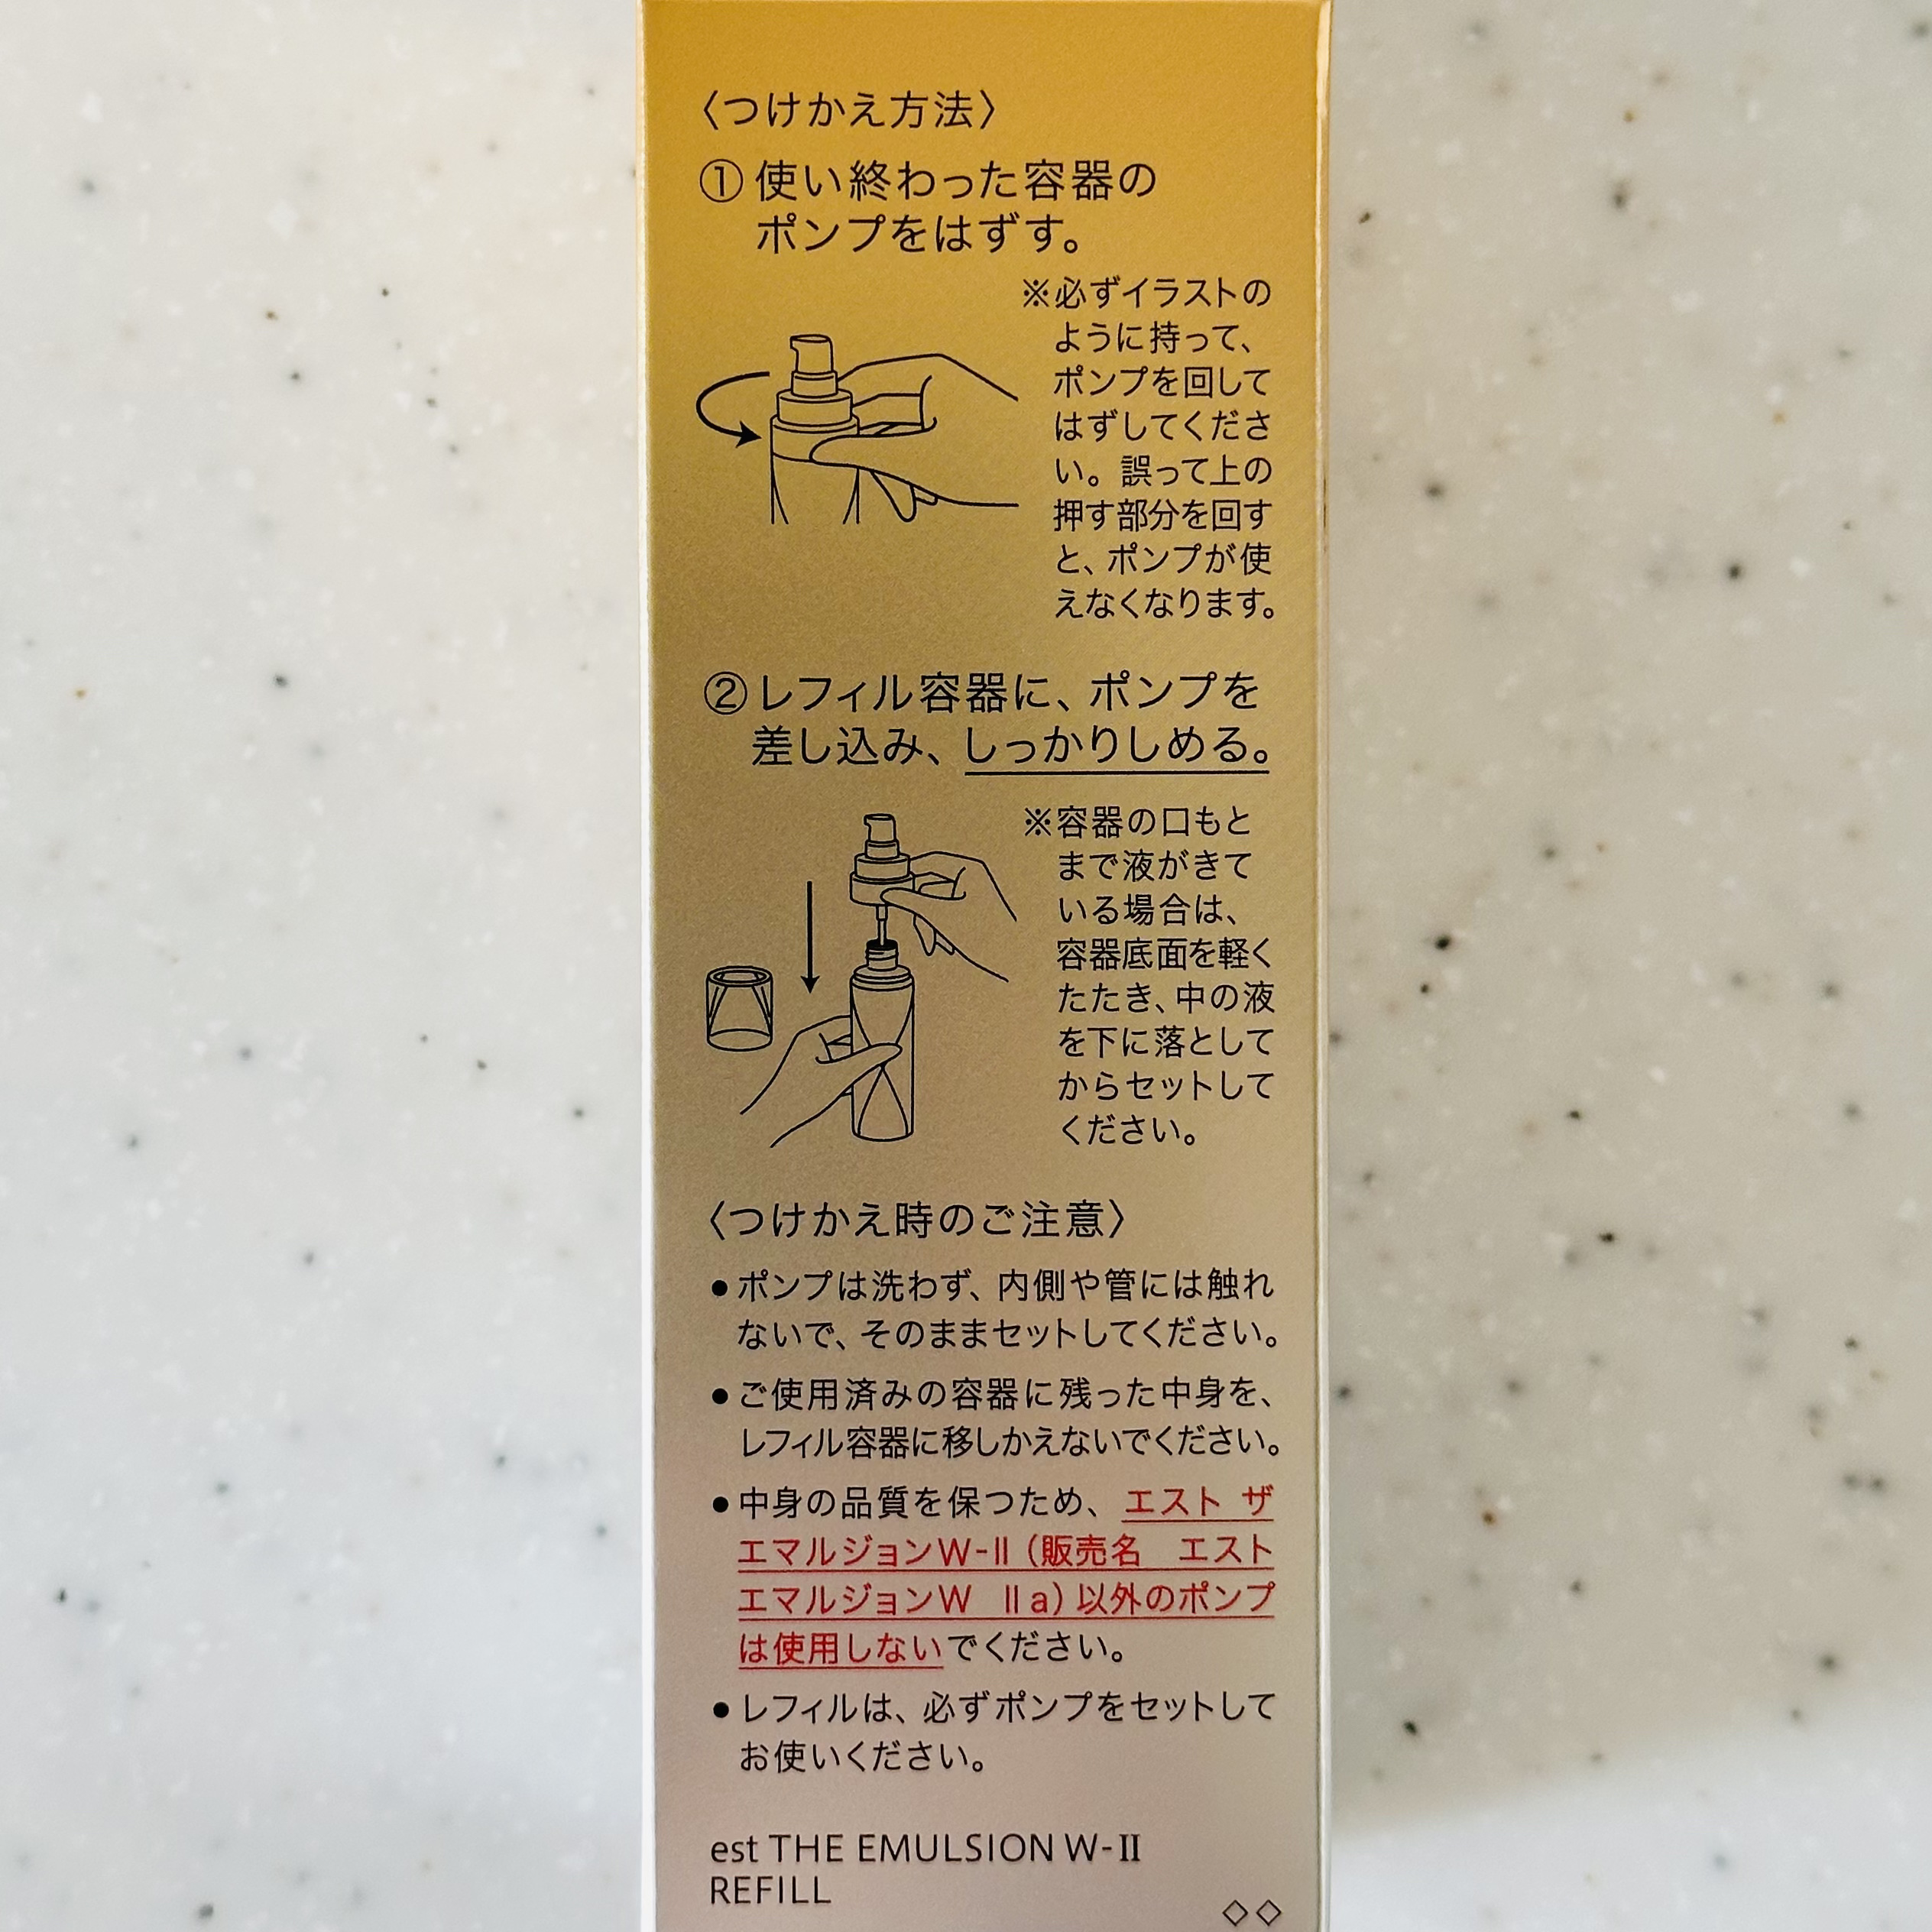 〈つけかえ方法〉
① 使い終わった容器の
ポンプをはずす。
※必ずイラストの
ように持って、
ポンプを回して
はずしてくださ
い。誤って上の
押す部分を回す
と、ポンプが使
えなくなります。
② レフィル容器に、ポンプを
差し込み、しっかりしめる。
※容器の口もと
まで液がきて
いる場合は、
容器底面を軽く
たたき、中の液
を下に落として
からセットして
ください。
〈つけかえ時のご注意〉
●ポンプは洗わず、内側や管には触れ
ないで、そのままセットしてください。
●ご使用済みの容器に残った中身を、
レフィル容器に移しかえないでください。
●中身の品質を保つため、エスト ザ
エマルジョンW-II（販売名　エスト
エマルジョンW　II a）以外のポンプ
は使用しないでください。
●レフィルは、必ずポンプをセットして
お使いください。
est THE EMULSION W-II
REFILL
◇◇